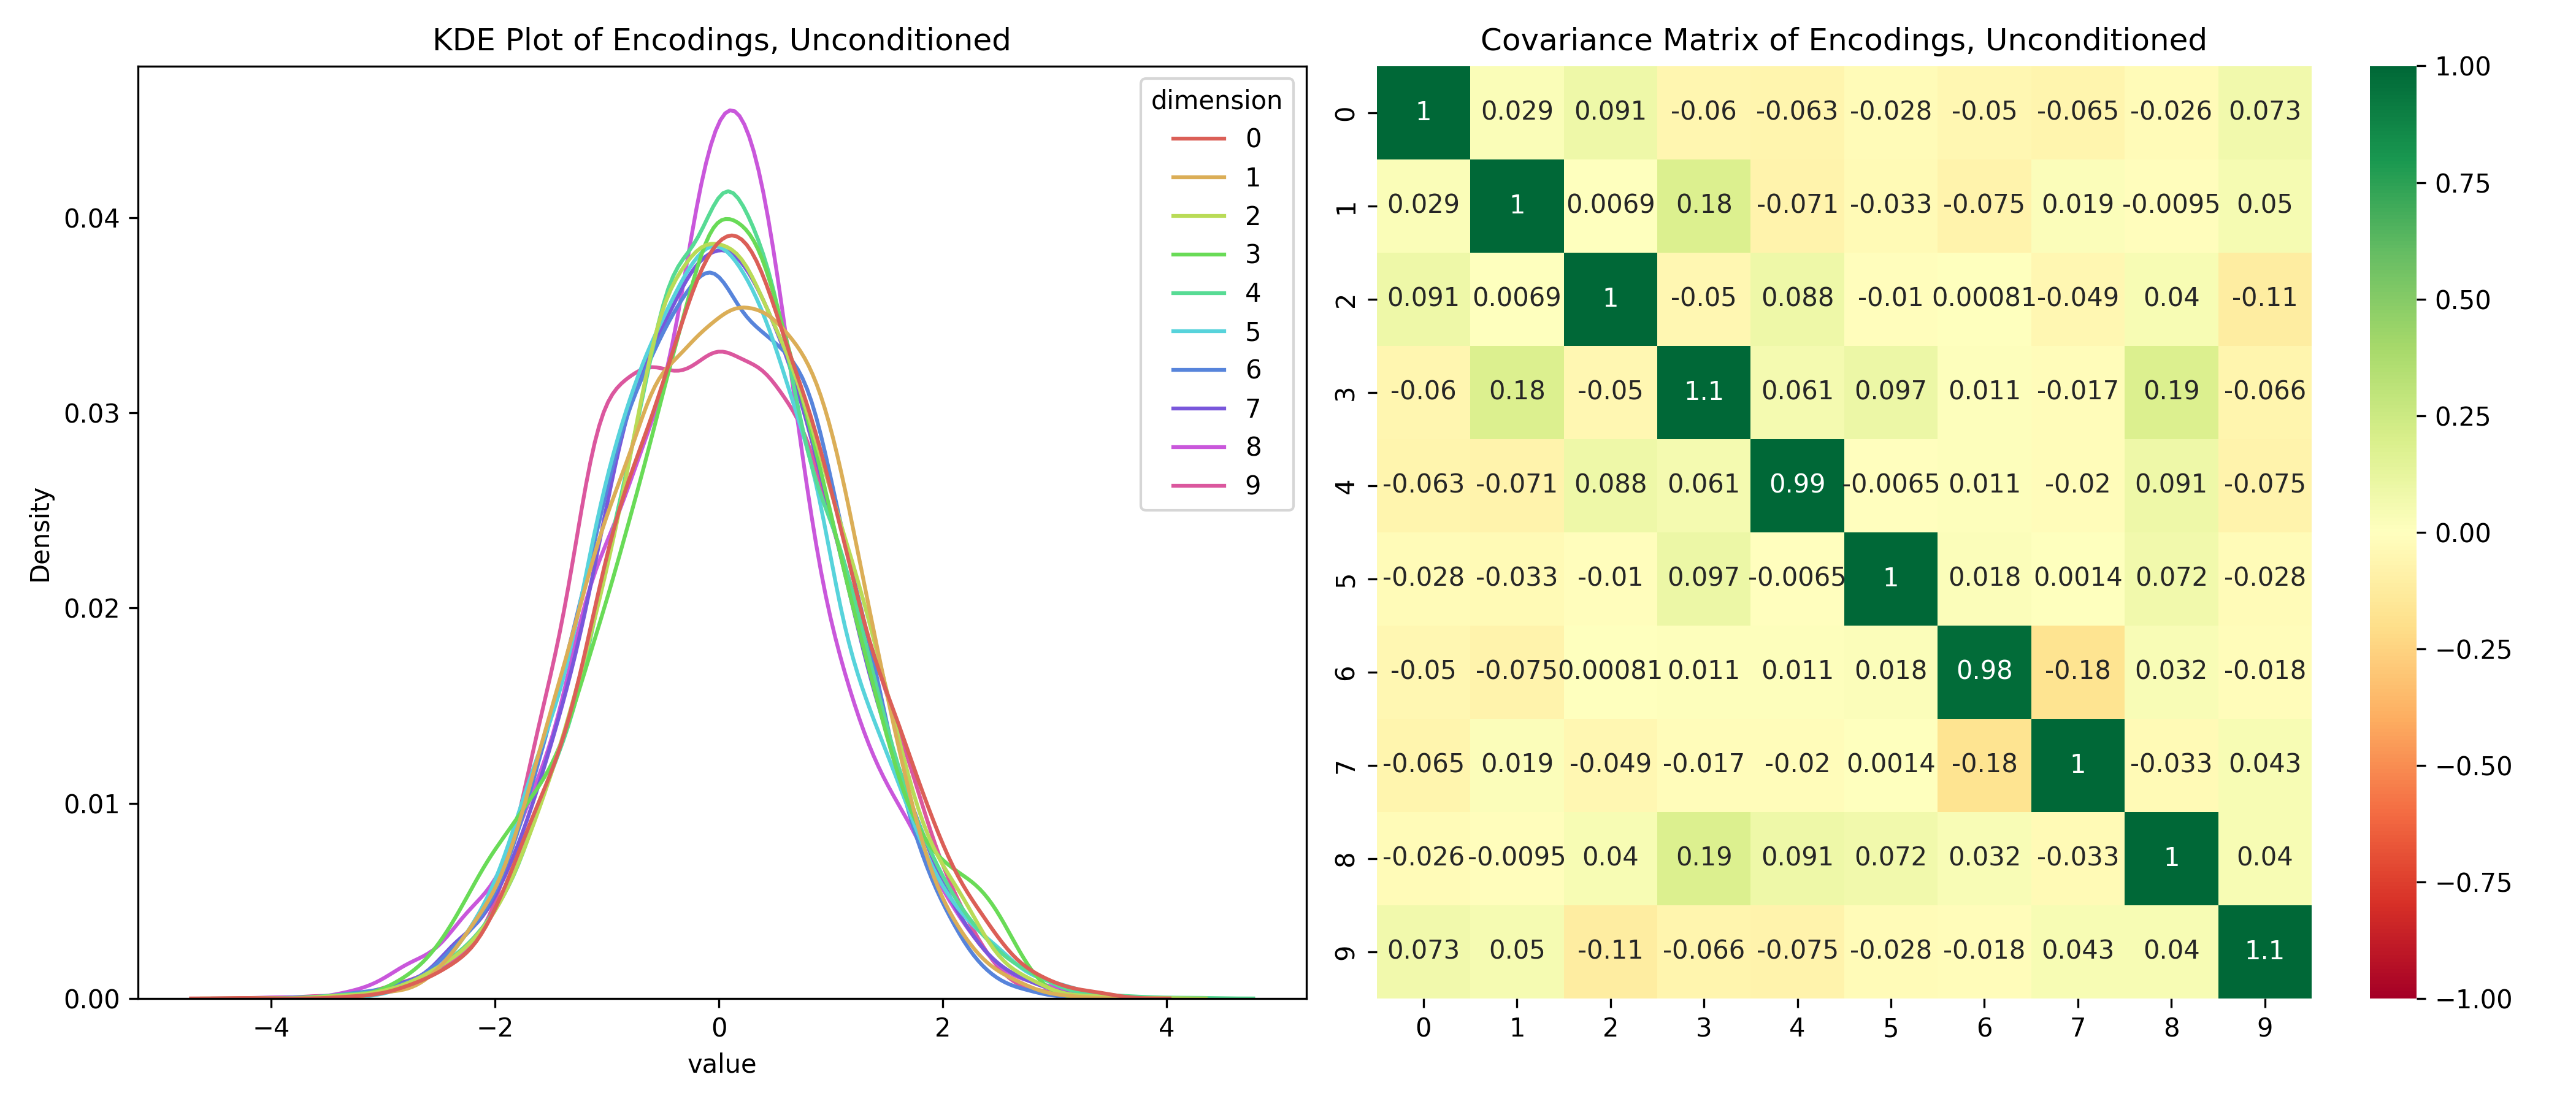 KDE Plot of Encodings, Unconditioned
Density
0.04
0.03
0.02
0.01
0.00
−4 −2 0 2 4
value
dimension
0
1
2
3
4
5
6
7
8
9
Covariance Matrix of Encodings, Unconditioned
0 1 0.029 0.091 -0.06 -0.063 -0.028 -0.05 -0.065 -0.026 0.073
1 0.029 1 0.0069 0.18 -0.071 -0.033 -0.075 0.019 -0.0095 0.05
2 0.091 0.0069 1 -0.05 0.088 -0.01 0.00081 -0.049 0.04 -0.11
3 -0.06 0.18 -0.05 1.1 0.061 0.097 0.011 -0.017 0.19 -0.066
4 -0.063 -0.071 0.088 0.061 0.99 -0.0065 0.011 -0.02 0.091 -0.075
5 -0.028 -0.033 -0.01 0.097 -0.0065 1 0.018 0.0014 0.072 -0.028
6 -0.05 -0.075 0.00081 0.011 0.011 0.018 0.98 -0.18 0.032 -0.018
7 -0.065 0.019 -0.049 -0.017 -0.02 0.0014 -0.18 1 -0.033 0.043
8 -0.026 -0.0095 0.04 0.19 0.091 0.072 0.032 -0.033 1 0.04
9 0.073 0.05 -0.11 -0.066 -0.075 -0.028 -0.018 0.043 0.04 1.1
0 1 2 3 4 5 6 7 8 9
1.00
0.75
0.50
0.25
0.00
−0.25
−0.50
−0.75
−1.00